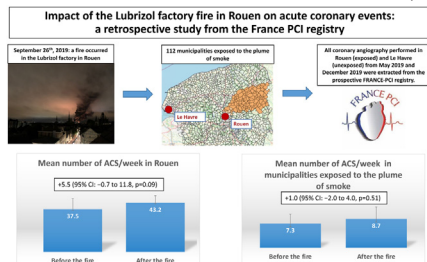 Impact of the Lubrizol factory fire in Rouen on acute coronary events:
a retrospective study from the France PCI registry
September 26th, 2019: a fire occurred
in the Lubrizol factory in Rouen
112 municipalities exposed to the plume
of smoke
All coronary angiography performed in
Rouen (exposed) and Le Havre
(unexposed) from May 2019 and
December 2019 were extracted from the
prospective FRANCE-PCI registry.
Le Havre
Rouen
FRANCE PCI
Mean number of ACS/week in Rouen
+5.5 (95% CI: −0.7 to 11.8, p=0.09)
37.5
43.2
Before the fire
After the fire
Mean number of ACS/week in
municipalities exposed to the plume
of smoke
+1.0 (95% CI: −2.0 to 4.0, p=0.51)
7.3
8.7
Before the fire
After the fire